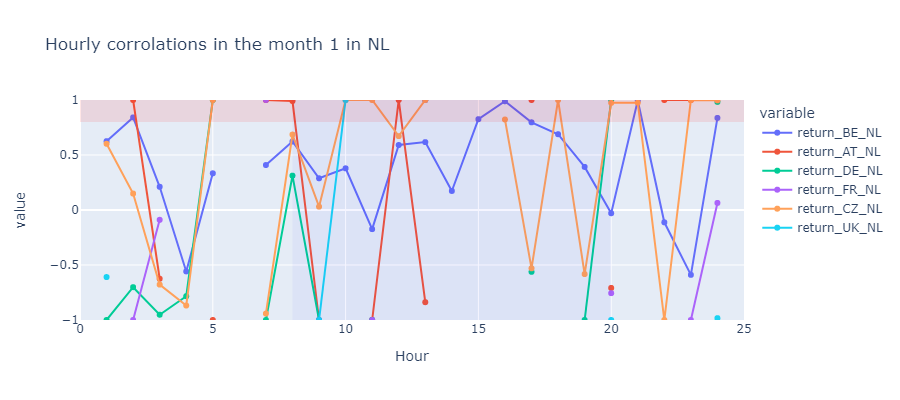 Hourly corrolations in the month 1 in NL
variable
return_BE_NL
return_AT_NL
return_DE_NL
return_FR_NL
return_CZ_NL
return_UK_NL
value
1
0.5
0
−0.5
−1
0 5 10 15 20 25
Hour